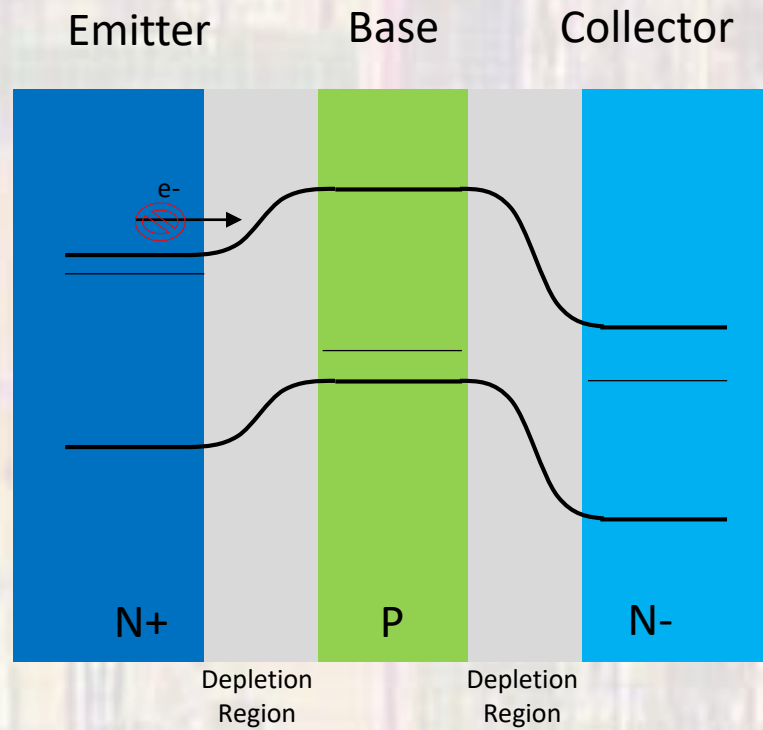 Emitter
Base
Collector
e-
N+
P
N-
Depletion
Region
Depletion
Region